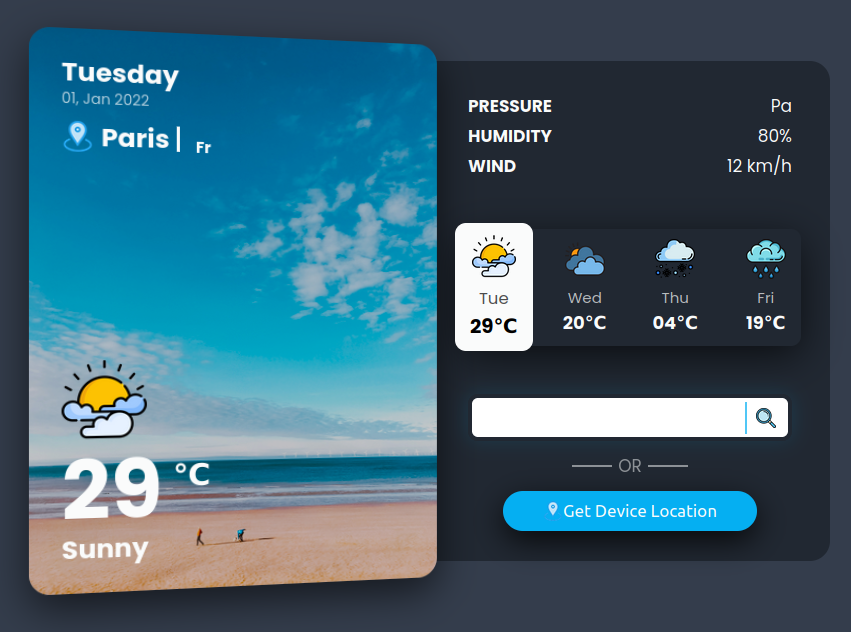 Tuesday
01, Jan 2022
Paris | Fr
29 °C
Sunny
PRESSURE Pa
HUMIDITY 80%
WIND 12 km/h
Tue Wed Thu Fri
29°C 20°C 04°C 19°C
OR
Get Device Location